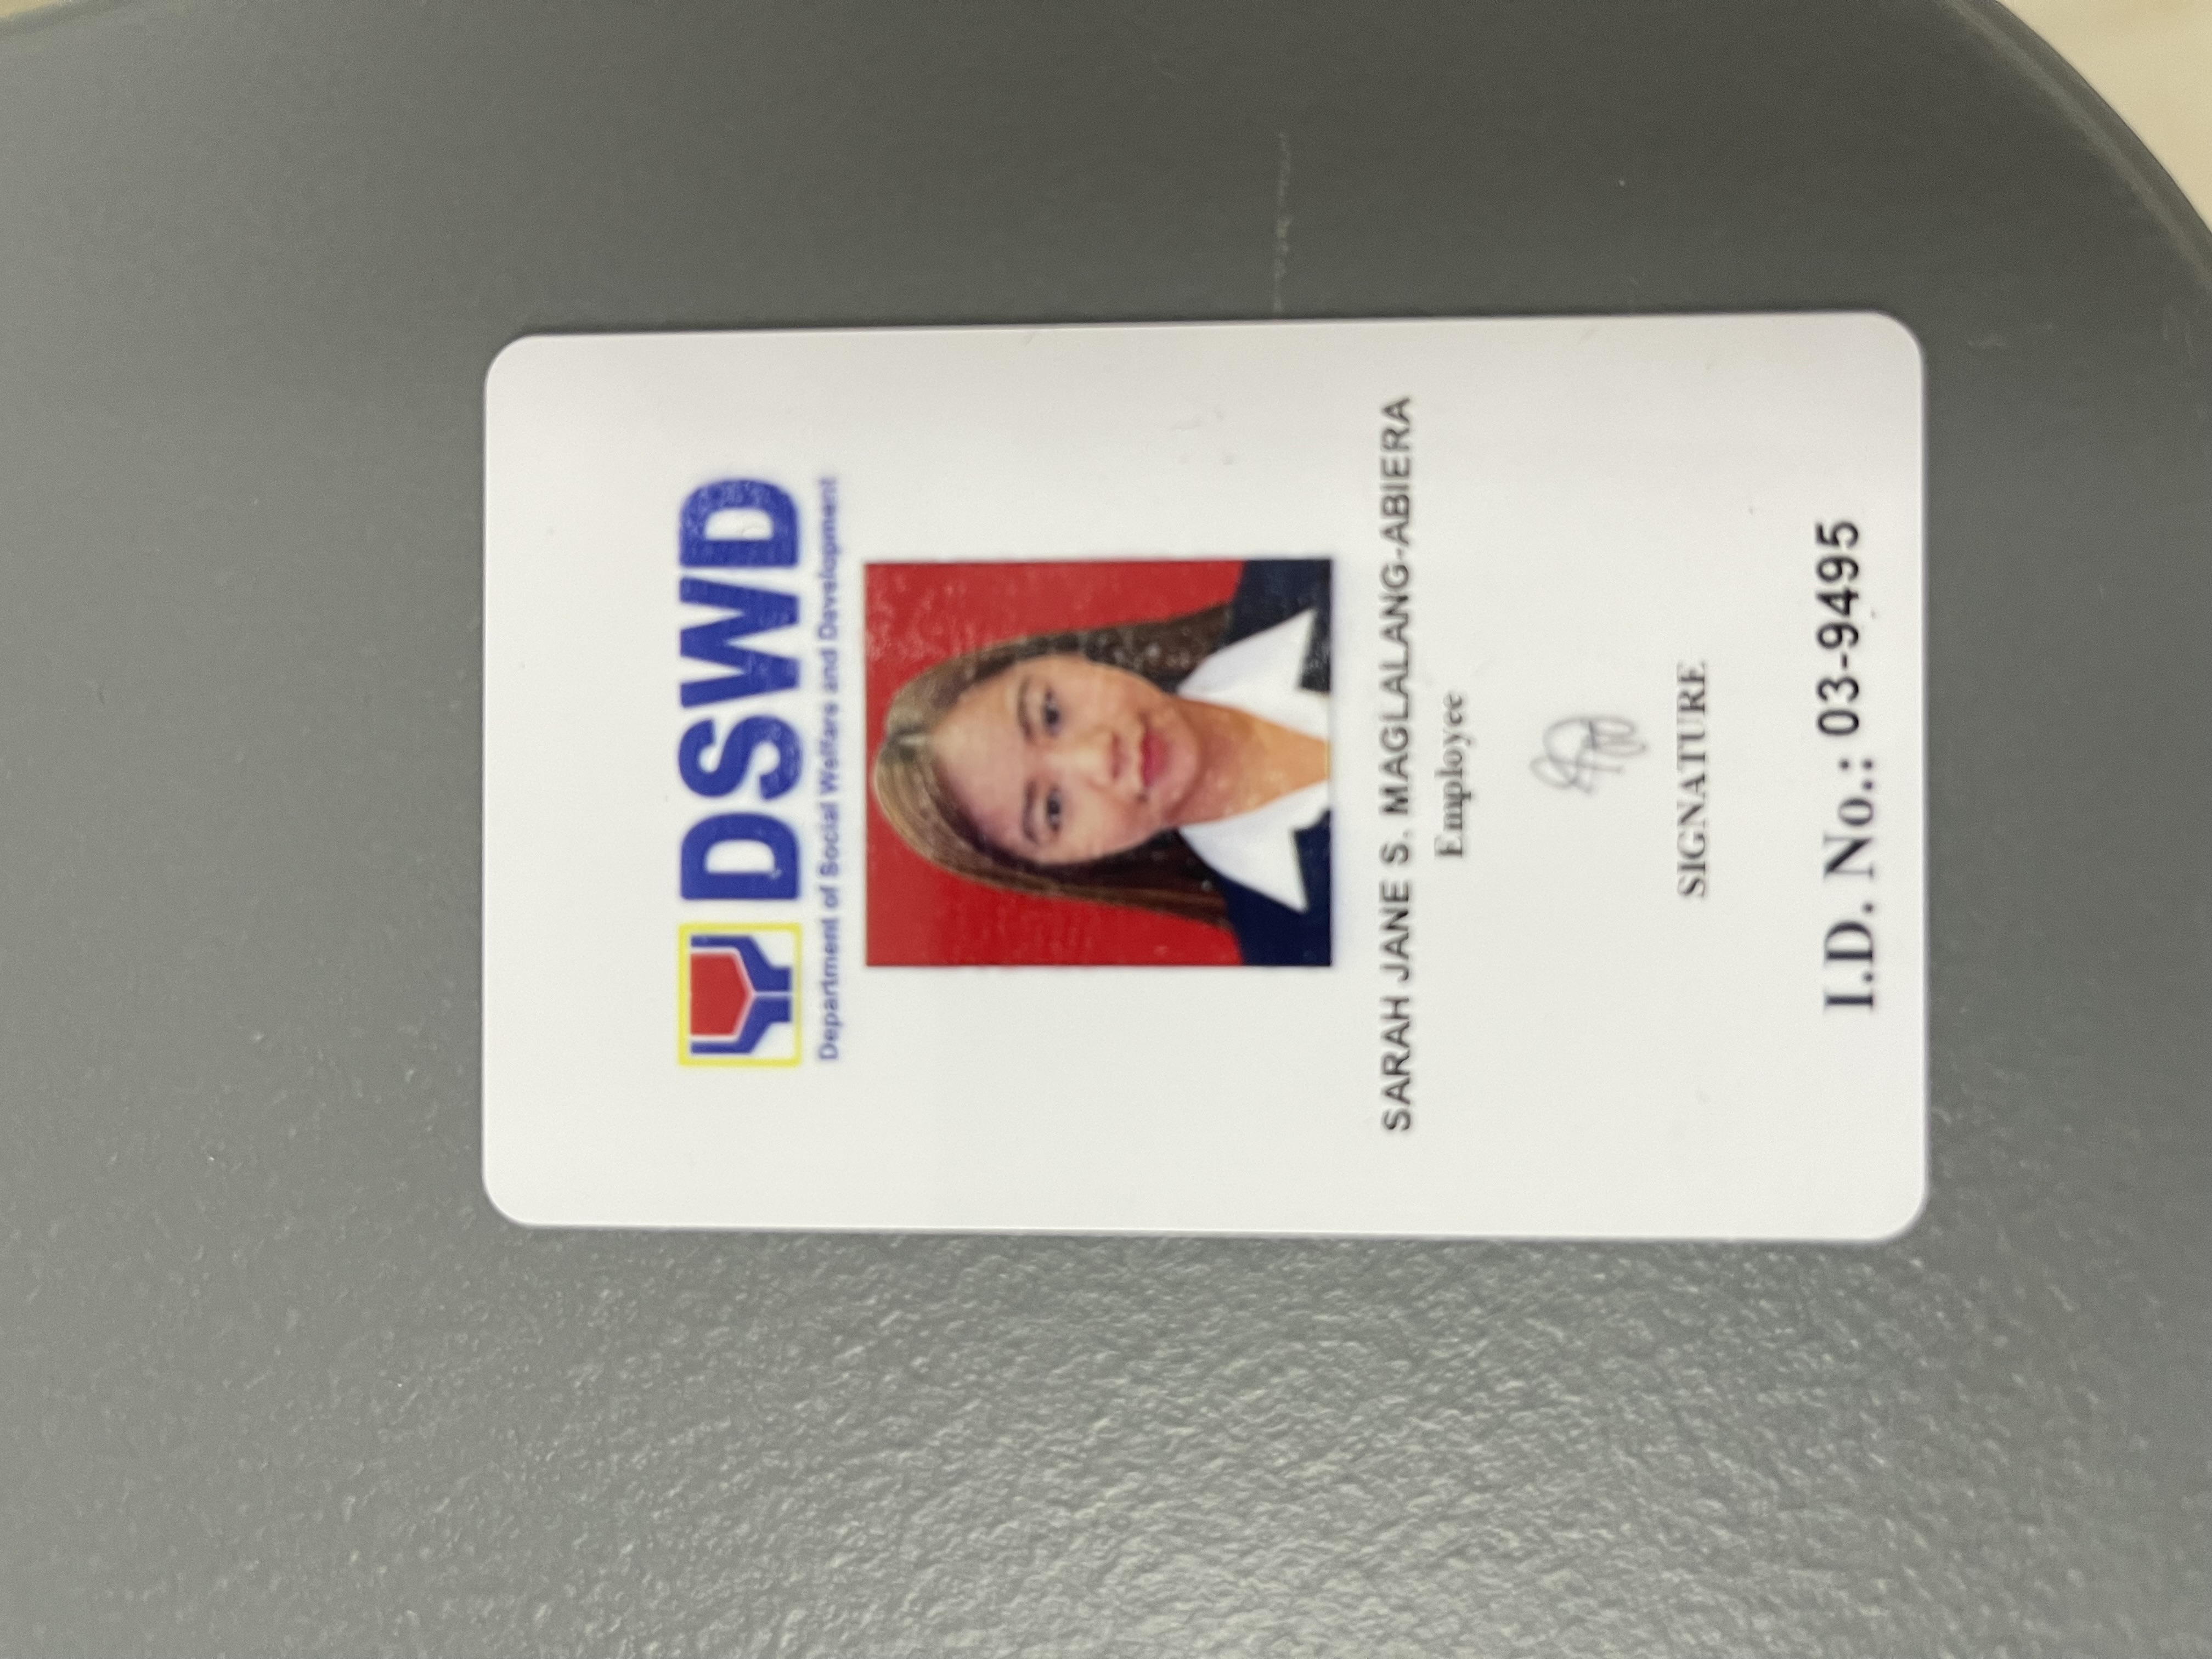 DSWD
Department of Social Welfare and Development
SARAH JANE S. MAGLALANG-ABIERA
Employee
SIGNATURE
I.D. No.: 03-9495